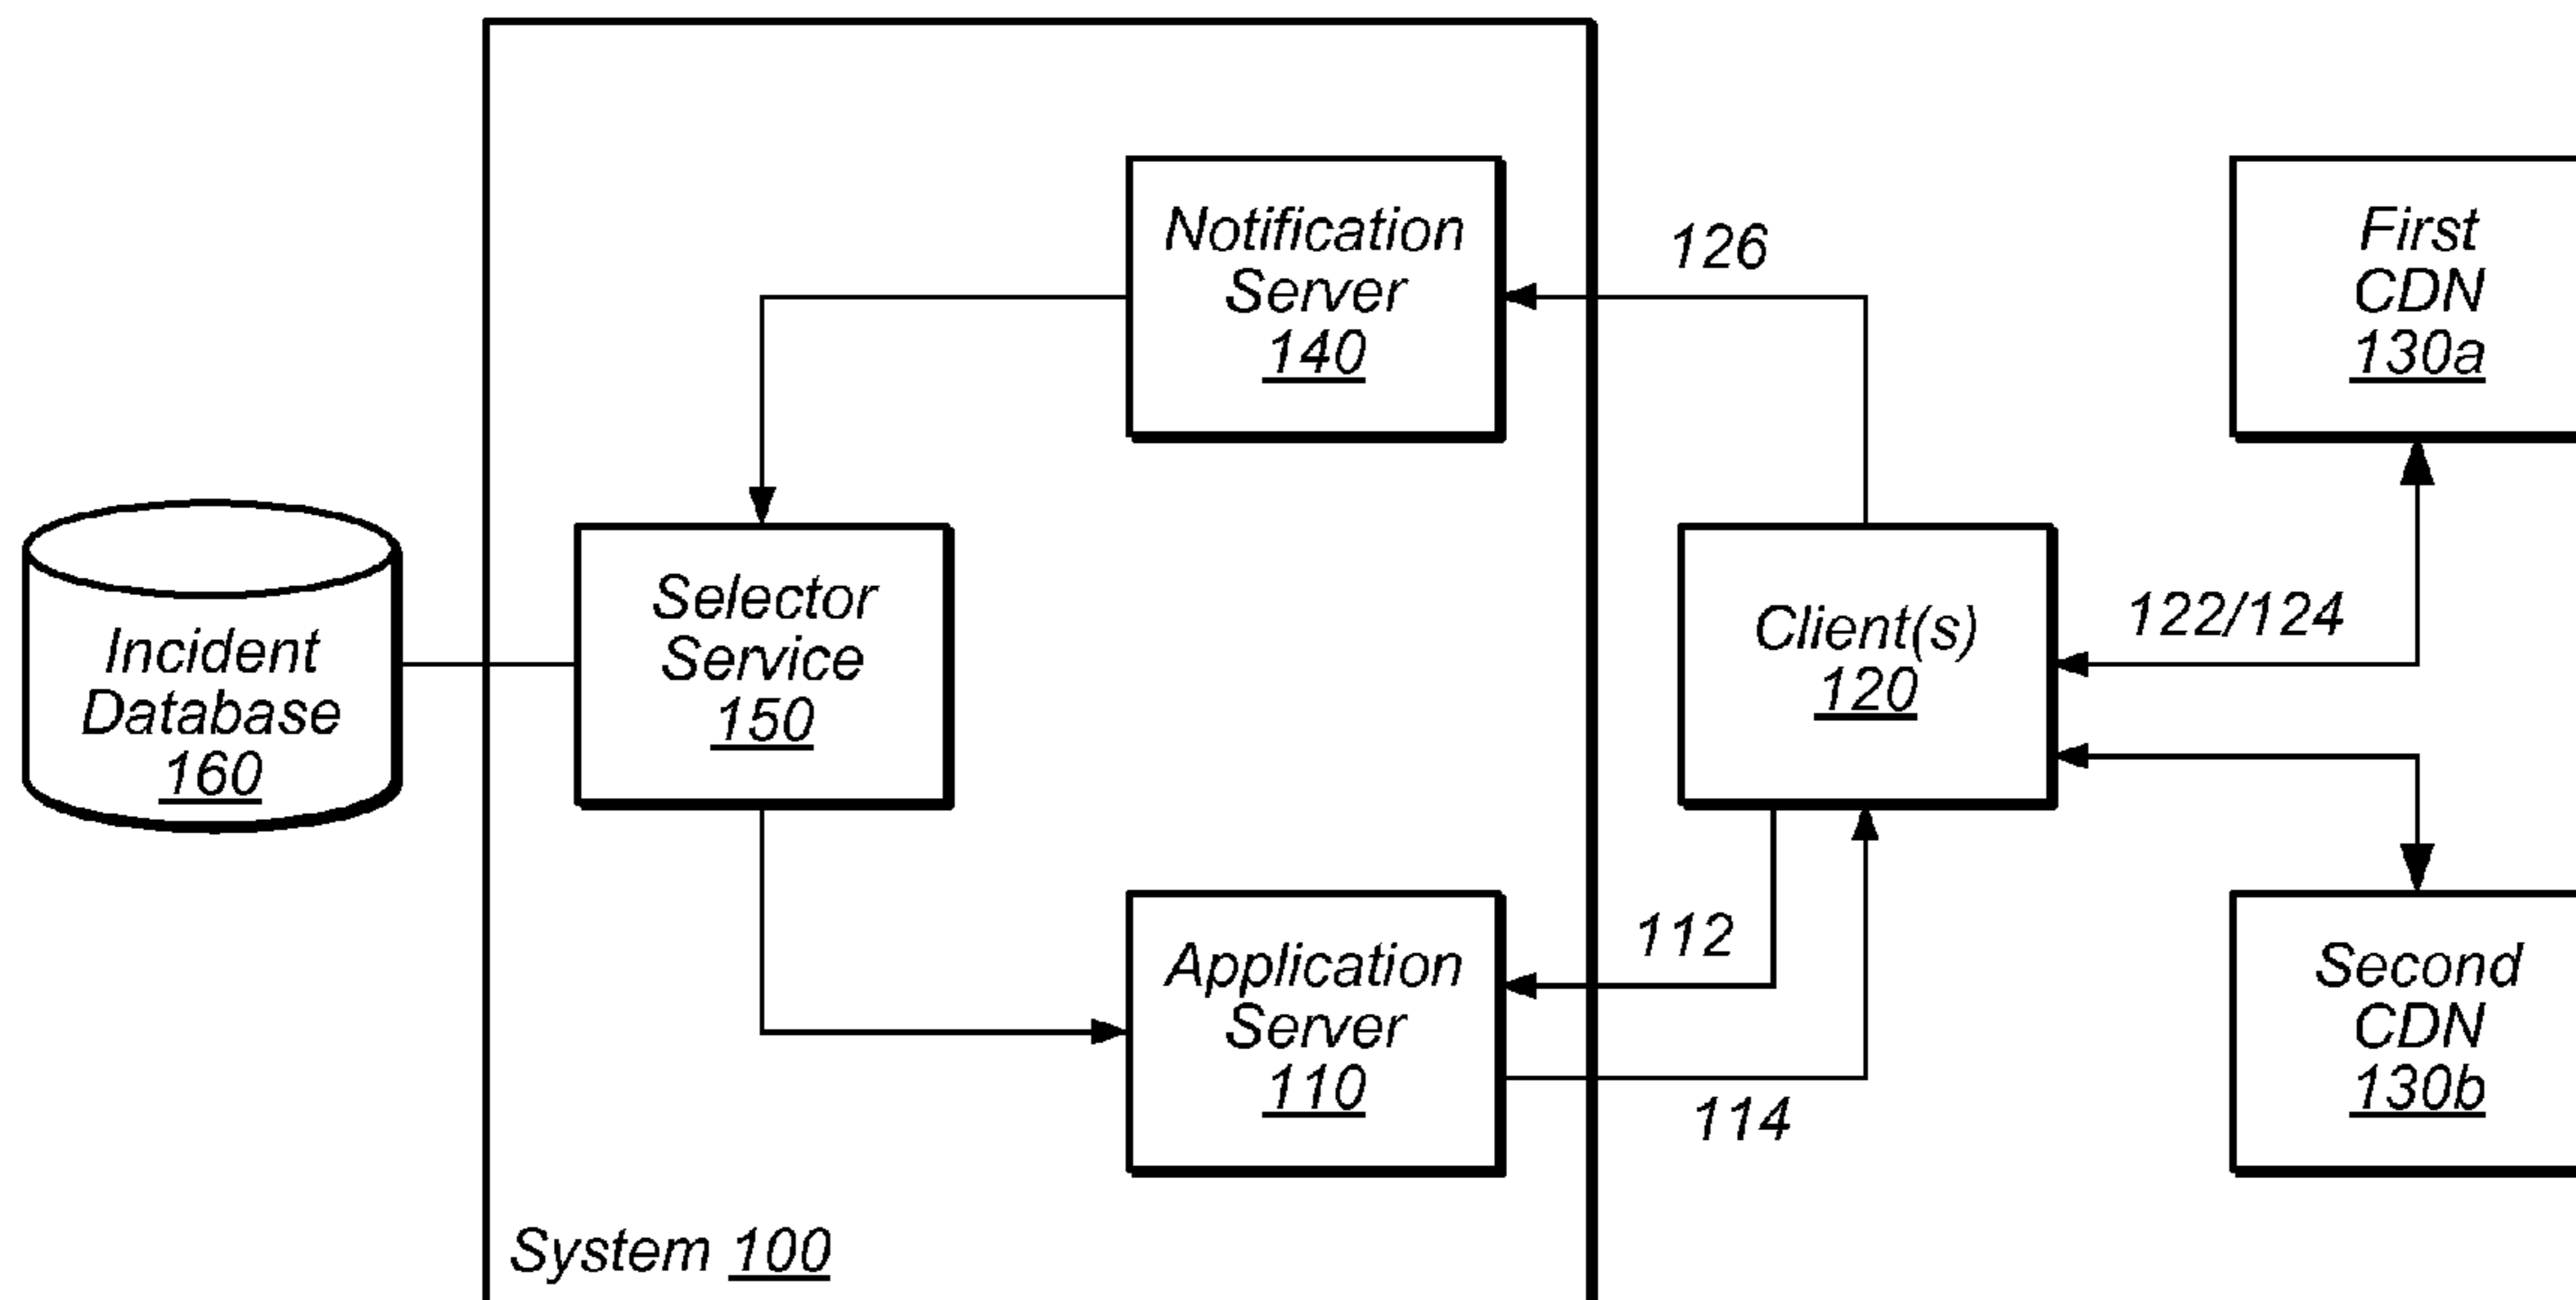 Notification
Server
140
126
First
CDN
130a
Incident
Database
160
Selector
Service
150
Client(s)
120
122/124
Application
Server
110
112
114
Second
CDN
130b
System 100